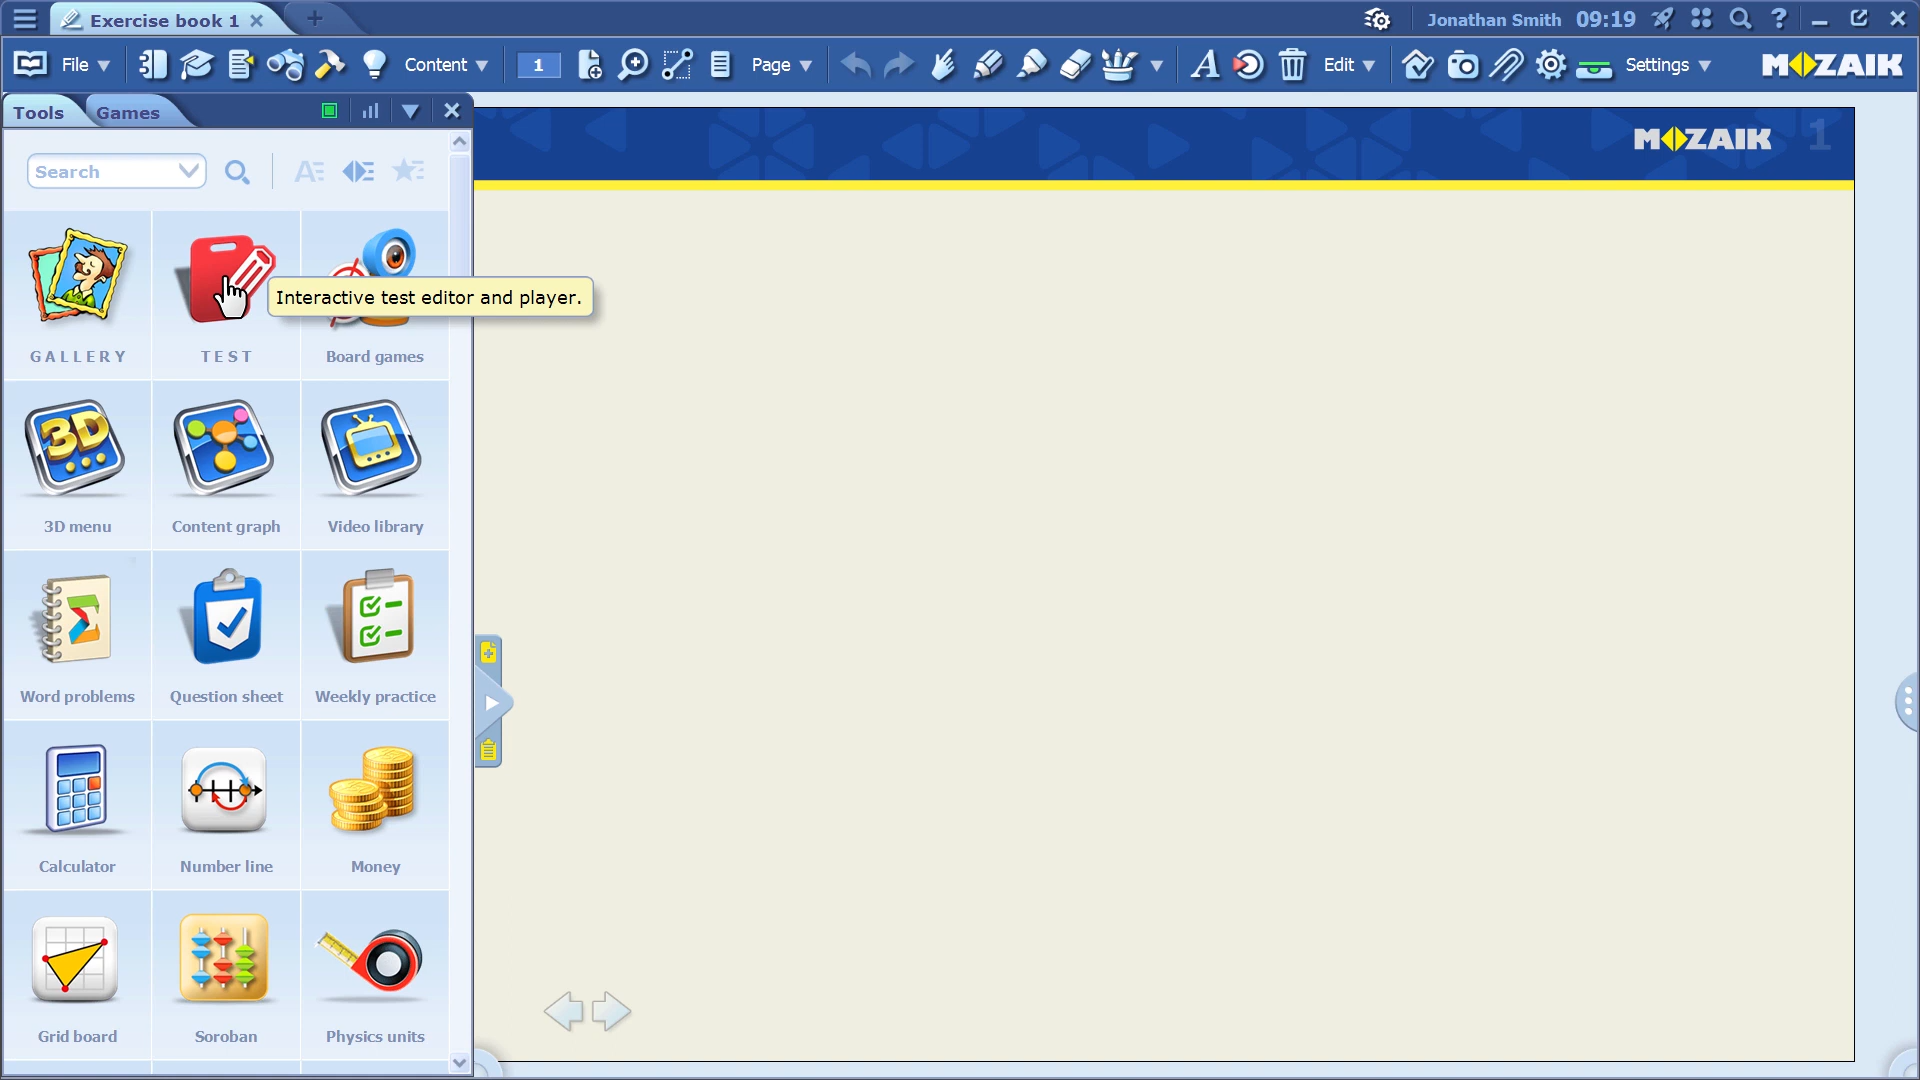 Exercise book 1
Jonathan Smith 09:19
File
Content
1
Page
Edit
Settings
MOZAIK
Tools
Games
Search
MOZAIK 1
Interactive test editor and player.
GALLERY
TEST
Board games
3D
3D menu
Content graph
Video library
Word problems
Question sheet
Weekly practice
Calculator
Number line
Money
Grid board
Soroban
Physics units